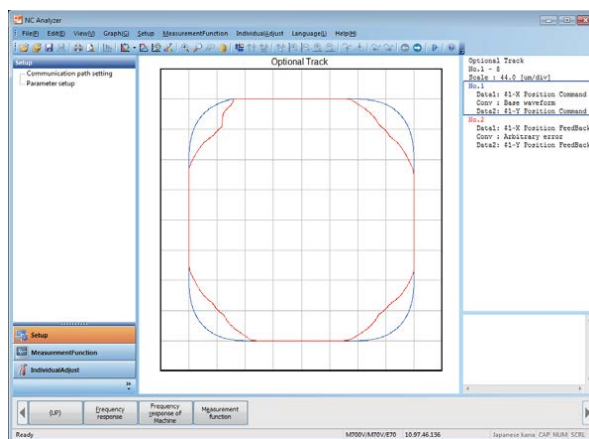 NC Analyzer
File(F) Edit(E) View(V) Graph(G) Setup MeasurementFunction IndividualAdjust Language(L) Help(H)
Setup
Communication path setting
Parameter setup
Optional Track
Optional Track
No.1 - 8
Scale : 44.0 [um/div]
No.1
Data1: #1-X Position Command
Conv : Base waveform
Data2: #1-Y Position Command
No.2
Data1: #1-X Position FeedBack
Conv : Arbitrary error
Data2: #1-Y Position FeedBack
Setup
MeasurementFunction
IndividualAdjust
(UP)
Frequency
response
Frequency
response of
Machine
Measurement
function
Ready
M700V/M70V/E70 10.97.46.136 Japanese kana CAP NUM SCRL